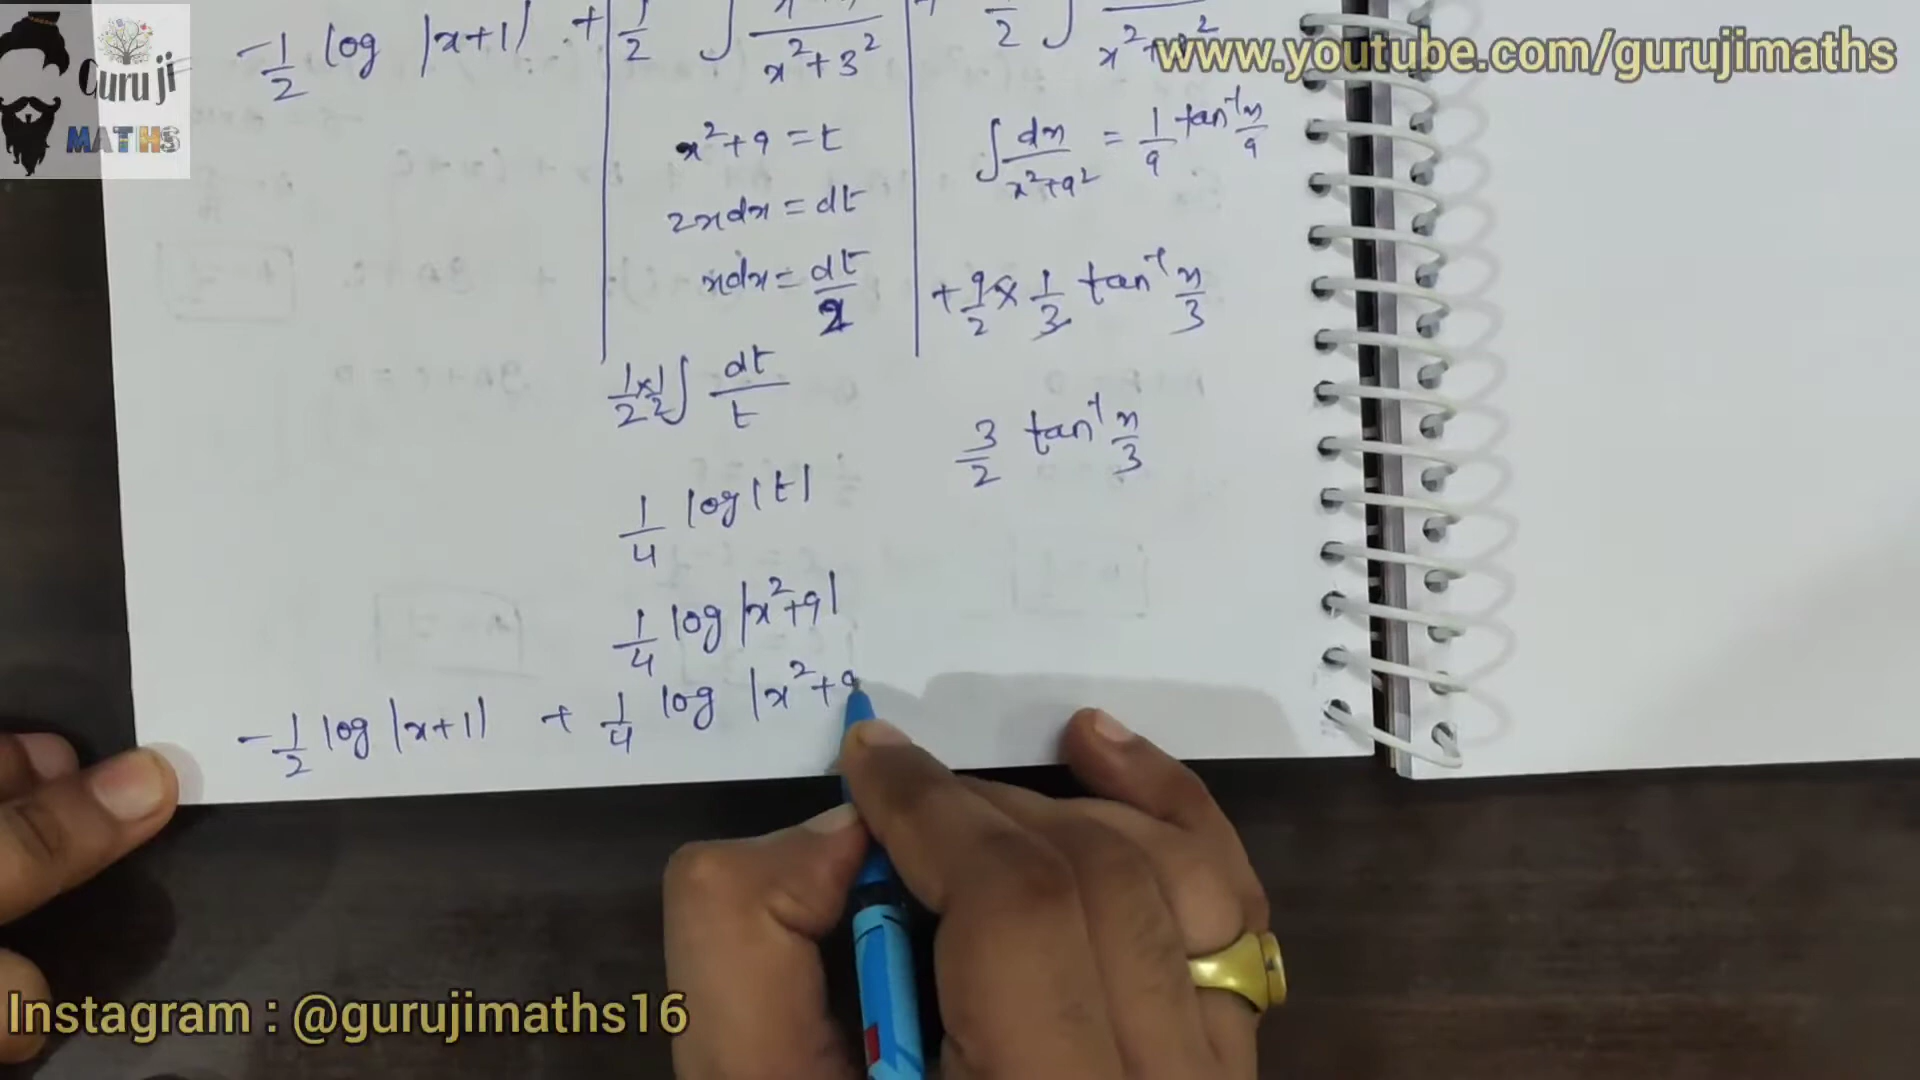 Guru ji
MATHS
www.youtube.com/gurujimaths
-1/2 log |x+1| + 1/2 ∫ /x²+3² + /2 ∫
x²+9 = t
2xdx = dt
xdx = dt/2
1/2 x 1/2 ∫ dt/t
1/4 log |t|
1/4 log |x²+9|
∫ dx/x²+a² = 1/a tan⁻¹ x/a
+ 9/2 x 1/3 tan⁻¹ x/3
3/2 tan⁻¹ x/3
-1/2 log |x+1| + 1/4 log |x²+9
Instagram : @gurujimaths16